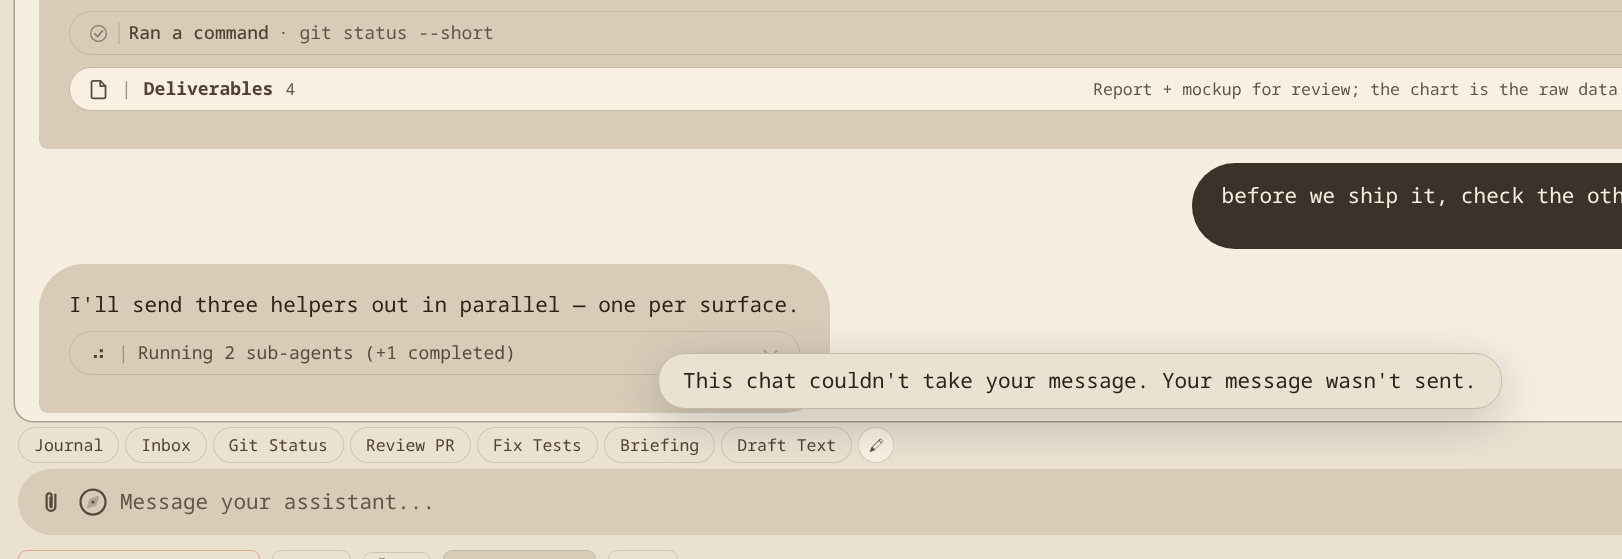 Ran a command · git status --short
Deliverables 4
Report + mockup for review; the chart is the raw data
before we ship it, check the oth
I'll send three helpers out in parallel — one per surface.
Running 2 sub-agents (+1 completed)
This chat couldn't take your message. Your message wasn't sent.
Journal Inbox Git Status Review PR Fix Tests Briefing Draft Text
Message your assistant...